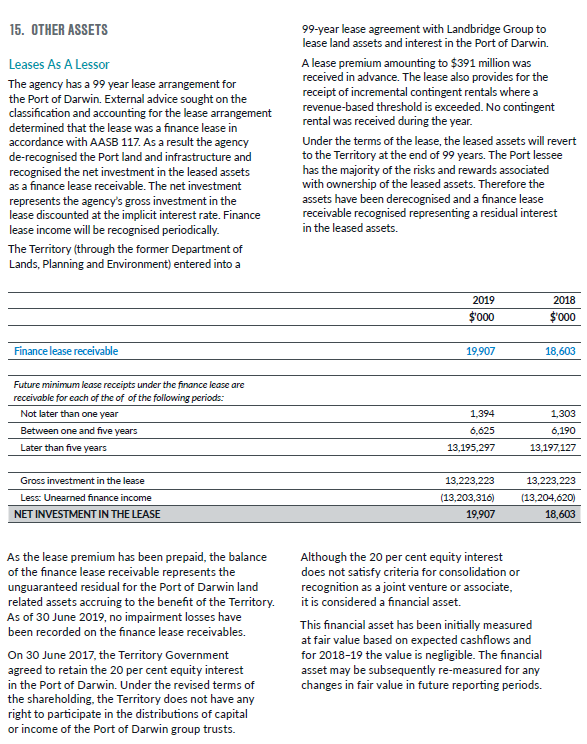 15. OTHER ASSETS
Leases As A Lessor
The agency has a 99 year lease arrangement for
the Port of Darwin. External advice sought on the
classification and accounting for the lease arrangement
determined that the lease was a finance lease in
accordance with AASB 117. As a result the agency
de-recognised the Port land and infrastructure and
recognised the net investment in the leased assets
as a finance lease receivable. The net investment
represents the agency's gross investment in the
lease discounted at the implicit interest rate. Finance
lease income will be recognised periodically.
The Territory (through the former Department of
Lands, Planning and Environment) entered into a
99-year lease agreement with Landbridge Group to
lease land assets and interest in the Port of Darwin.
A lease premium amounting to $391 million was
received in advance. The lease also provides for the
receipt of incremental contingent rentals where a
revenue-based threshold is exceeded. No contingent
rental was received during the year.
Under the terms of the lease, the leased assets will revert
to the Territory at the end of 99 years. The Port lessee
has the majority of the risks and rewards associated
with ownership of the leased assets. Therefore the
assets have been derecognised and a finance lease
receivable recognised representing a residual interest
in the leased assets.
2019 2018
$'000 $'000
Finance lease receivable 19,907 18,603
Future minimum lease receipts under the finance lease are
receivable for each of the of of the following periods:
Not later than one year 1,394 1,303
Between one and five years 6,625 6,190
Later than five years 13,195,297 13,197,127
Gross investment in the lease 13,223,223 13,223,223
Less: Unearned finance income (13,203,316) (13,204,620)
NET INVESTMENT IN THE LEASE 19,907 18,603
As the lease premium has been prepaid, the balance
of the finance lease receivable represents the
unguaranteed residual for the Port of Darwin land
related assets accruing to the benefit of the Territory.
As of 30 June 2019, no impairment losses have
been recorded on the finance lease receivables.
On 30 June 2017, the Territory Government
agreed to retain the 20 per cent equity interest
in the Port of Darwin. Under the revised terms of
the shareholding, the Territory does not have any
right to participate in the distributions of capital
or income of the Port of Darwin group trusts.
Although the 20 per cent equity interest
does not satisfy criteria for consolidation or
recognition as a joint venture or associate,
it is considered a financial asset.
This financial asset has been initially measured
at fair value based on expected cashflows and
for 2018-19 the value is negligible. The financial
asset may be subsequently re-measured for any
changes in fair value in future reporting periods.